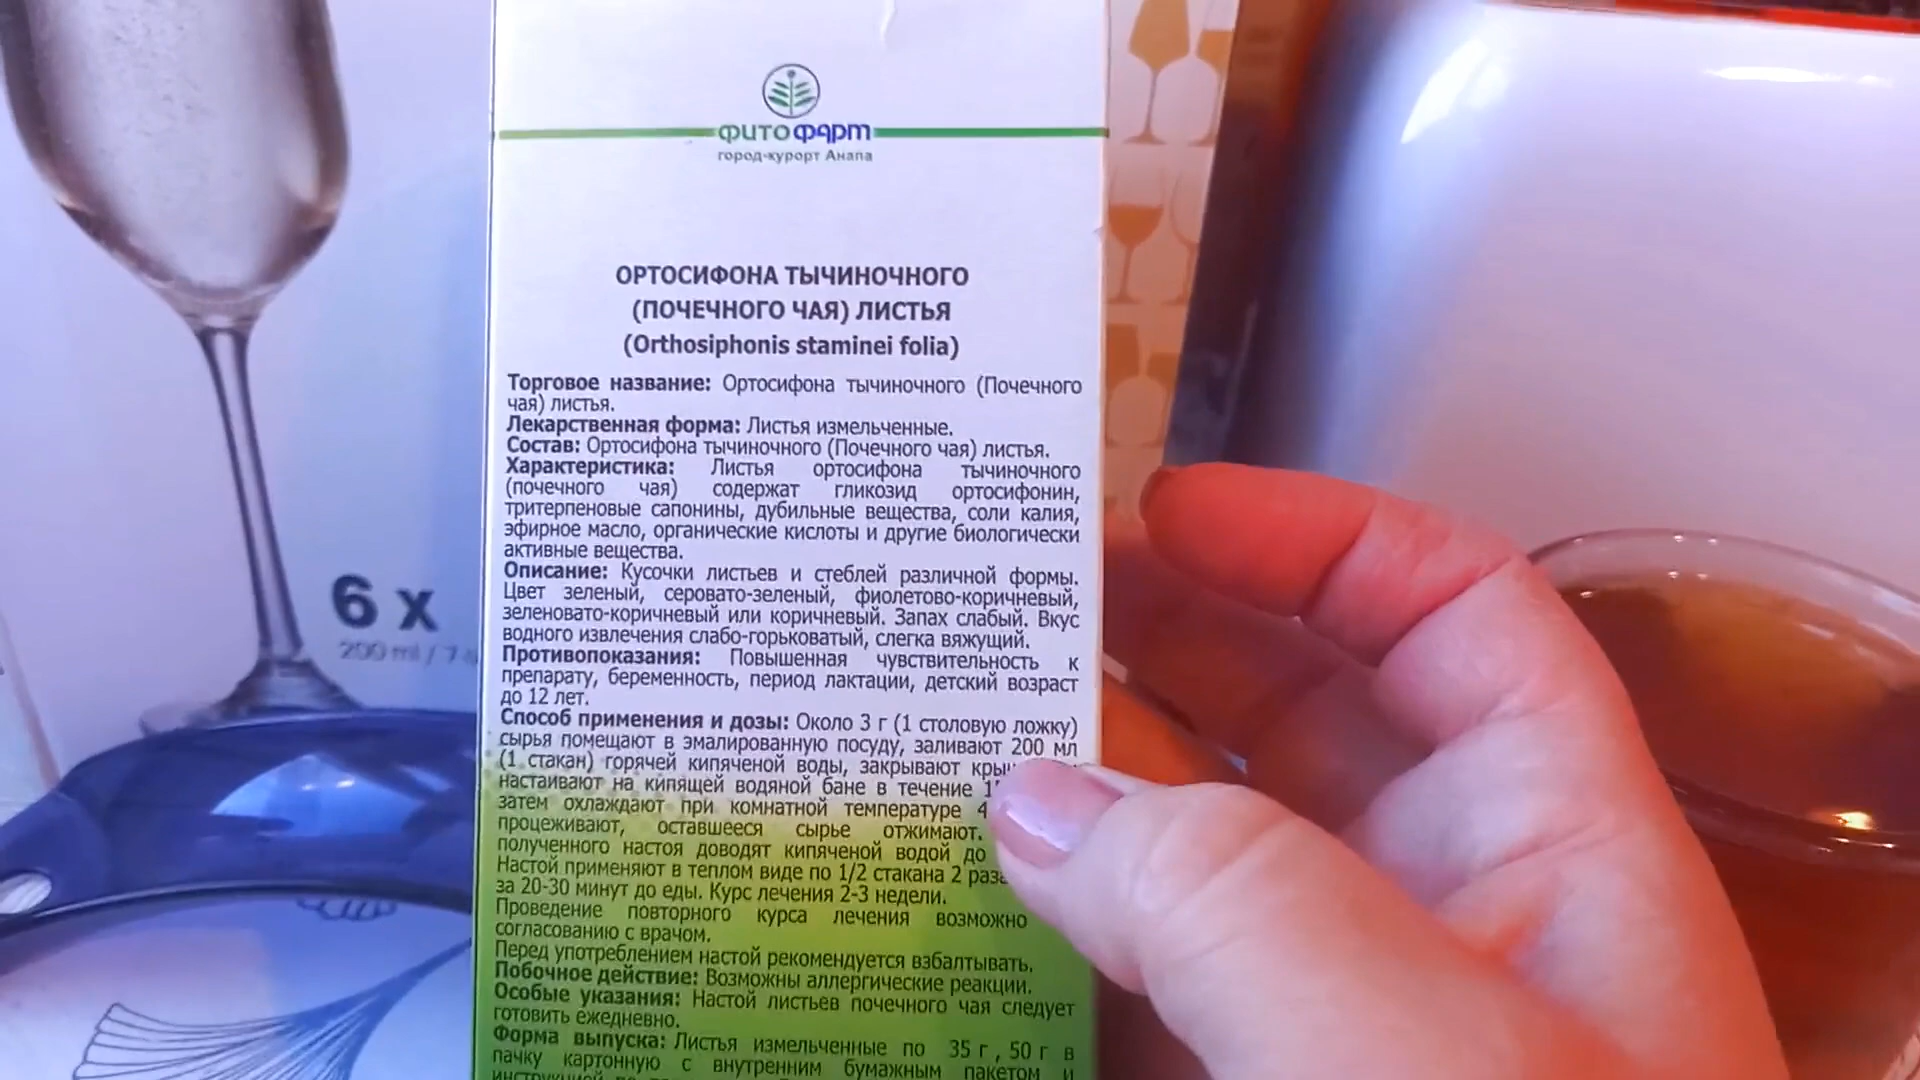 фитофарм
город-курорт Анапа
ОРТОСИФОНА ТЫЧИНОЧНОГО
(ПОЧЕЧНОГО ЧАЯ) ЛИСТЬЯ
(Orthosiphonis staminei folia)
Торговое название: Ортосифона тычиночного (Почечного
чая) листья.
Лекарственная форма: Листья измельченные.
Состав: Ортосифона тычиночного (Почечного чая) листья.
Характеристика: Листья ортосифона тычиночного
(почечного чая) содержат гликозид ортосифонин,
тритерпеновые сапонины, дубильные вещества, соли калия,
эфирное масло, органические кислоты и другие биологически
активные вещества.
Описание: Кусочки листьев и стеблей различной формы.
Цвет зеленый, серовато-зеленый, фиолетово-коричневый,
зеленовато-коричневый или коричневый. Запах слабый. Вкус
водного извлечения слабо-горьковатый, слегка вяжущий.
Противопоказания: Повышенная чувствительность к
препарату, беременность, период лактации, детский возраст
до 12 лет.
Способ применения и дозы: Около 3 г (1 столовую ложку)
сырья помещают в эмалированную посуду, заливают 200 мл
(1 стакан) горячей кипяченой воды, закрывают
настаивают на кипящей водяной бане в течение
затем охлаждают при комнатной температуре
процеживают, оставшееся сырье отжимают.
полученного настоя доводят кипяченой водой до
Настой применяют в теплом виде по 1/2 стакана 2
за 20-30 минут до еды. Курс лечения 2-3 недели.
Проведение повторного курса лечения возможно
согласованию с врачом.
Перед употреблением настой рекомендуется взбалтывать.
Побочное действие: Возможны аллергические реакции.
Особые указания: Настой листьев почечного чая следует
готовить ежедневно.
Форма выпуска: Листья измельченные по 35 г, 50 г в
пачку картонную с внутренним бумажным пакетом и
6 x
200 ml /